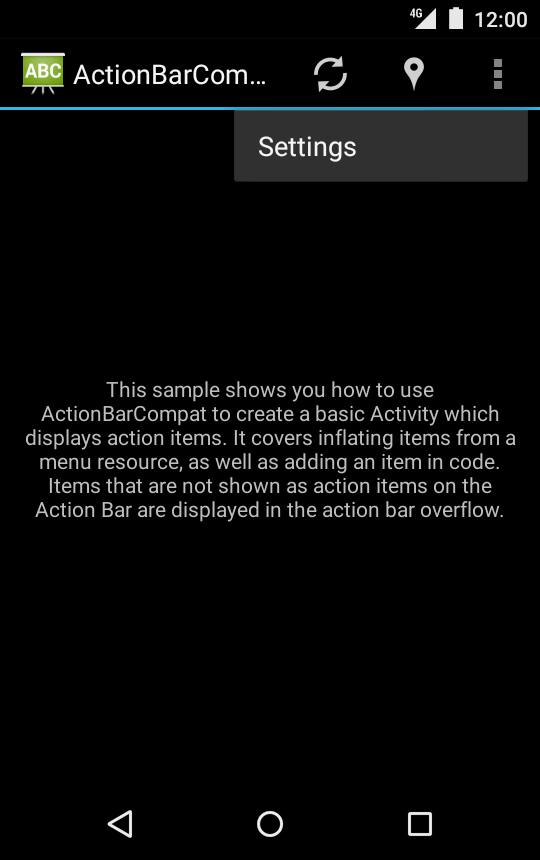 4G 12:00
ABC ActionBarCom...
Settings
This sample shows you how to use
ActionBarCompat to create a basic Activity which
displays action items. It covers inflating items from a
menu resource, as well as adding an item in code.
Items that are not shown as action items on the
Action Bar are displayed in the action bar overflow.